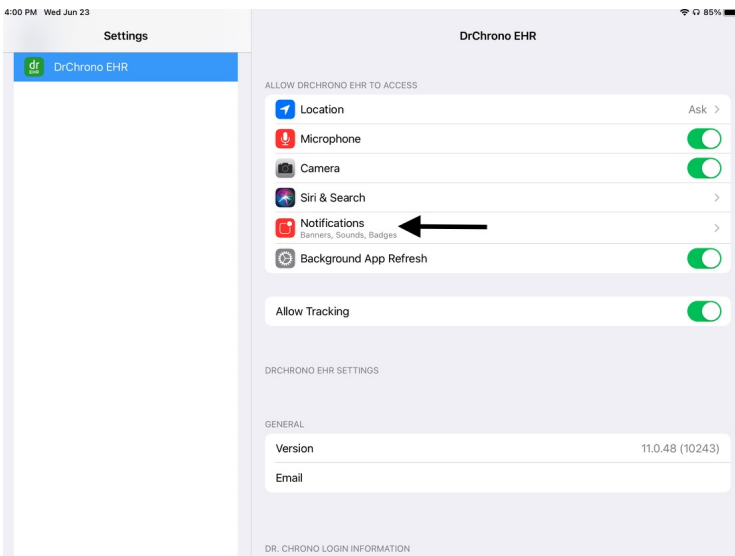 4:00 PM Wed Jun 23
85%
Settings
DrChrono EHR
dr
EHR
DrChrono EHR
ALLOW DRCHRONO EHR TO ACCESS
Location
Ask
Microphone
Camera
Siri & Search
Notifications
Banners, Sounds, Badges
Background App Refresh
Allow Tracking
DRCHRONO EHR SETTINGS
GENERAL
Version
11.0.48 (10243)
Email
DR. CHRONO LOGIN INFORMATION